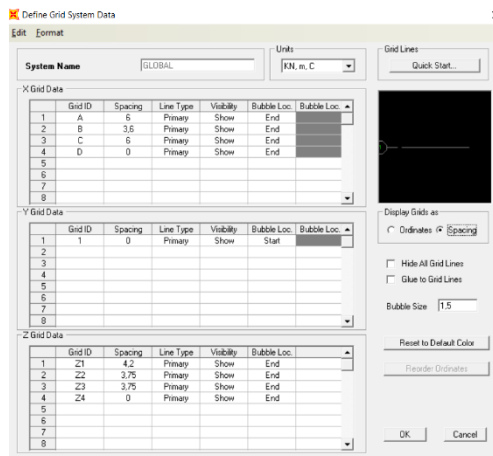 Define Grid System Data
Edit Format
System Name GLOBAL
Units
KN, m, C
Grid Lines
Quick Start...
X Grid Data
Grid ID Spacing Line Type Visibility Bubble Loc. Bubble Loc.
1 A 6 Primary Show End
2 B 3,6 Primary Show End
3 C 6 Primary Show End
4 D 0 Primary Show End
5
6
7
8
1
Y Grid Data
Grid ID Spacing Line Type Visibility Bubble Loc. Bubble Loc.
1 1 0 Primary Show Start
2
3
4
5
6
7
8
Display Grids as
Ordinates Spacing
Hide All Grid Lines
Glue to Grid Lines
Bubble Size 1,5
Z Grid Data
Grid ID Spacing Line Type Visibility Bubble Loc.
1 Z1 4,2 Primary Show End
2 Z2 3,75 Primary Show End
3 Z3 3,75 Primary Show End
4 Z4 0 Primary Show End
5
6
7
8
Reset to Default Color
Reorder Ordinates
OK Cancel